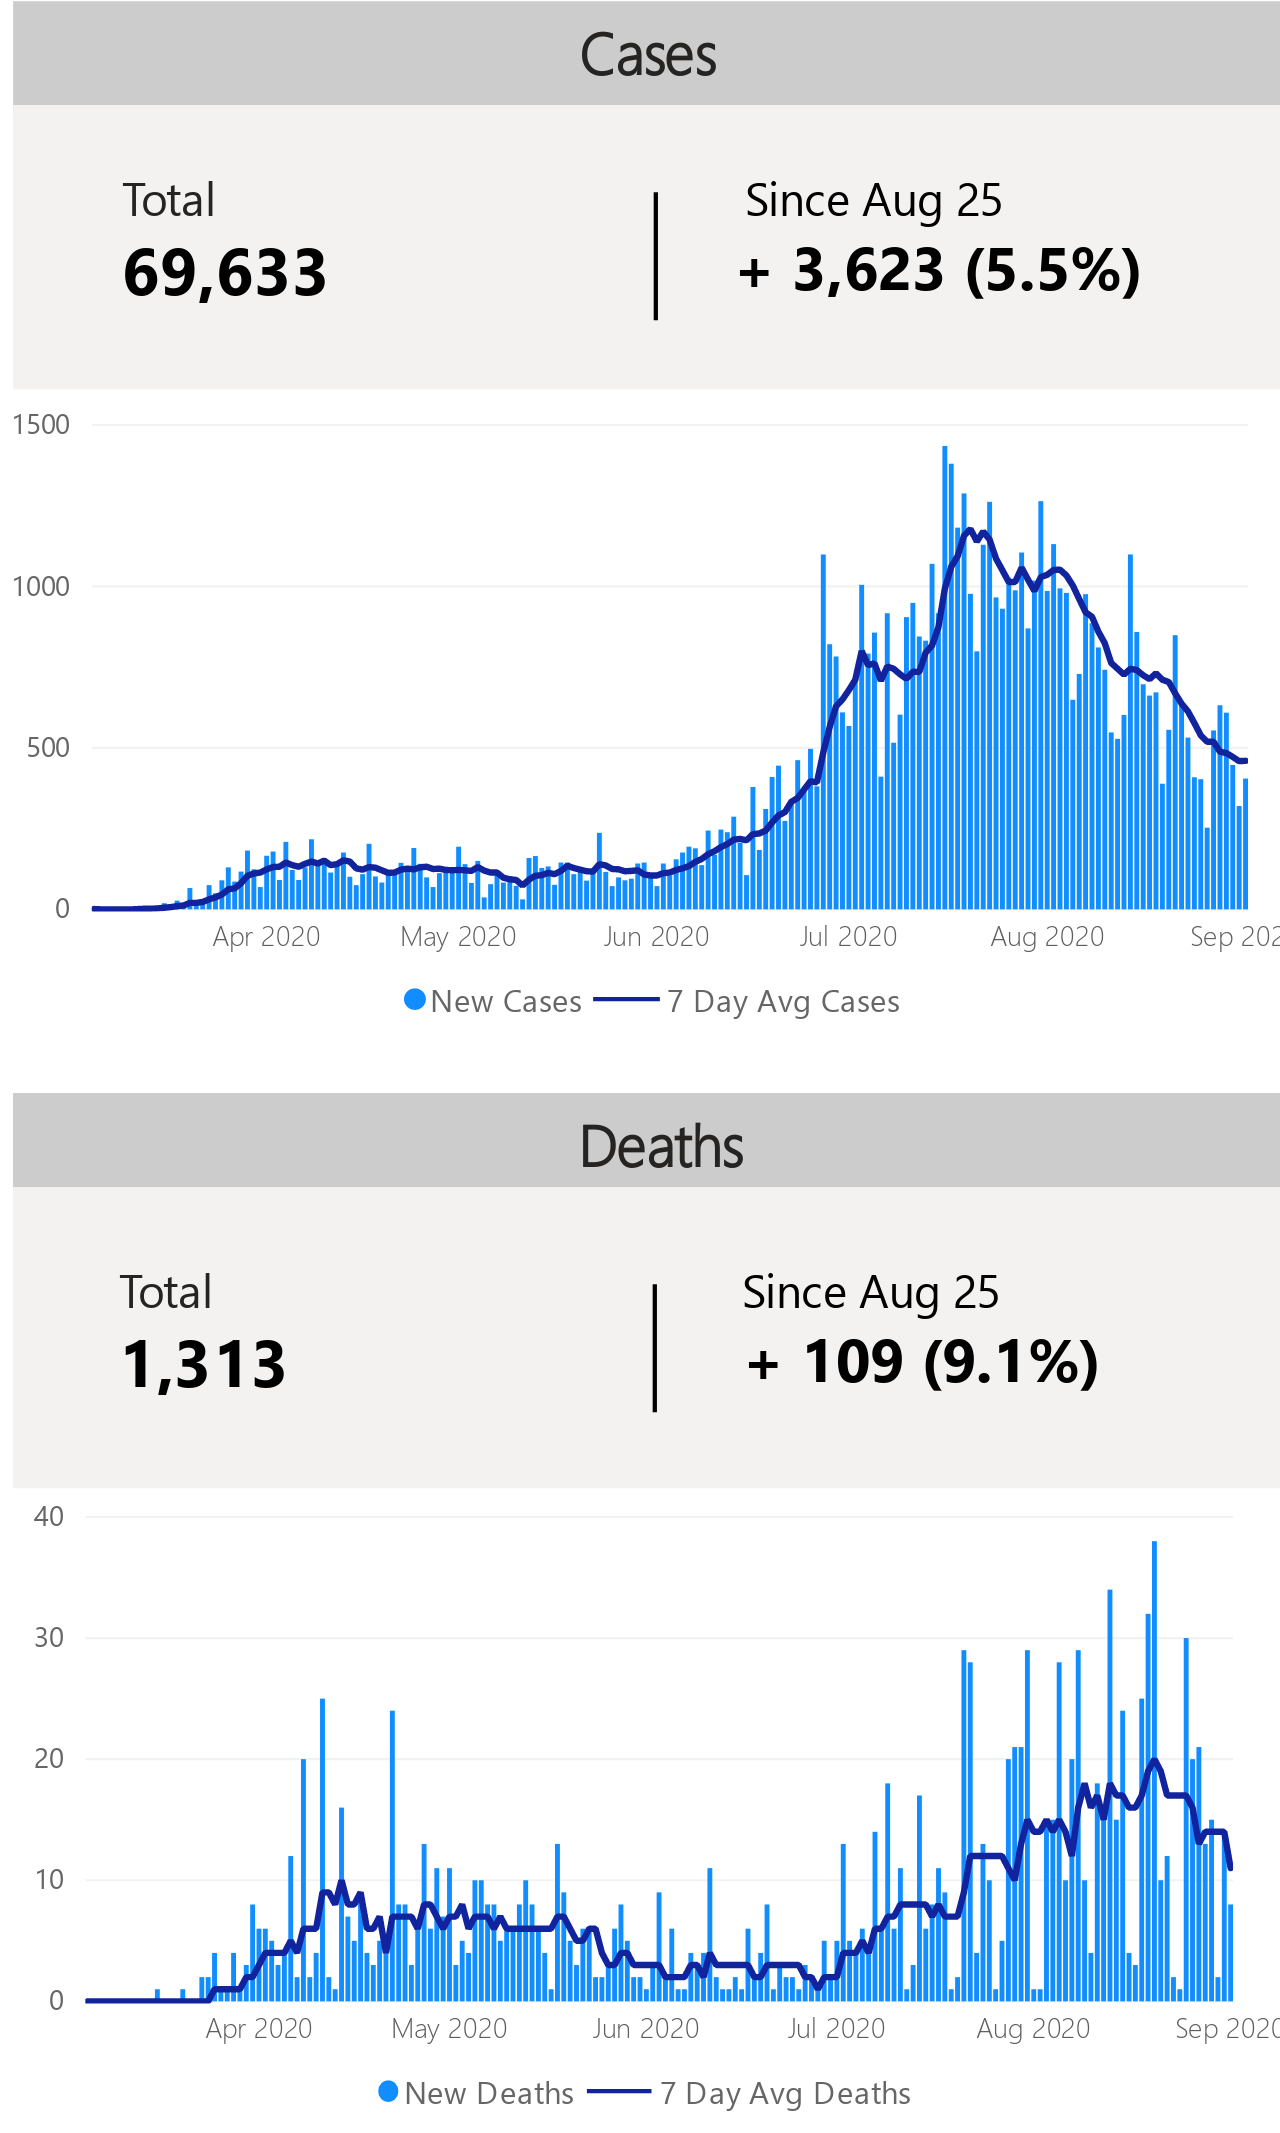 Cases
Total
Since Aug 25
69,633
+ 3,623 (5.5%)
1500
1000
500
0
Apr 2020
May 2020
Jun 2020
Jul 2020
Aug 2020
Sep 202
New Cases
7 Day Avg Cases
Deaths
Total
Since Aug 25
1,313
+ 109 (9.1%)
40
30
20
10
0
Apr 2020
May 2020
Jun 2020
Jul 2020
Aug 2020
Sep 2020
New Deaths
7 Day Avg Deaths